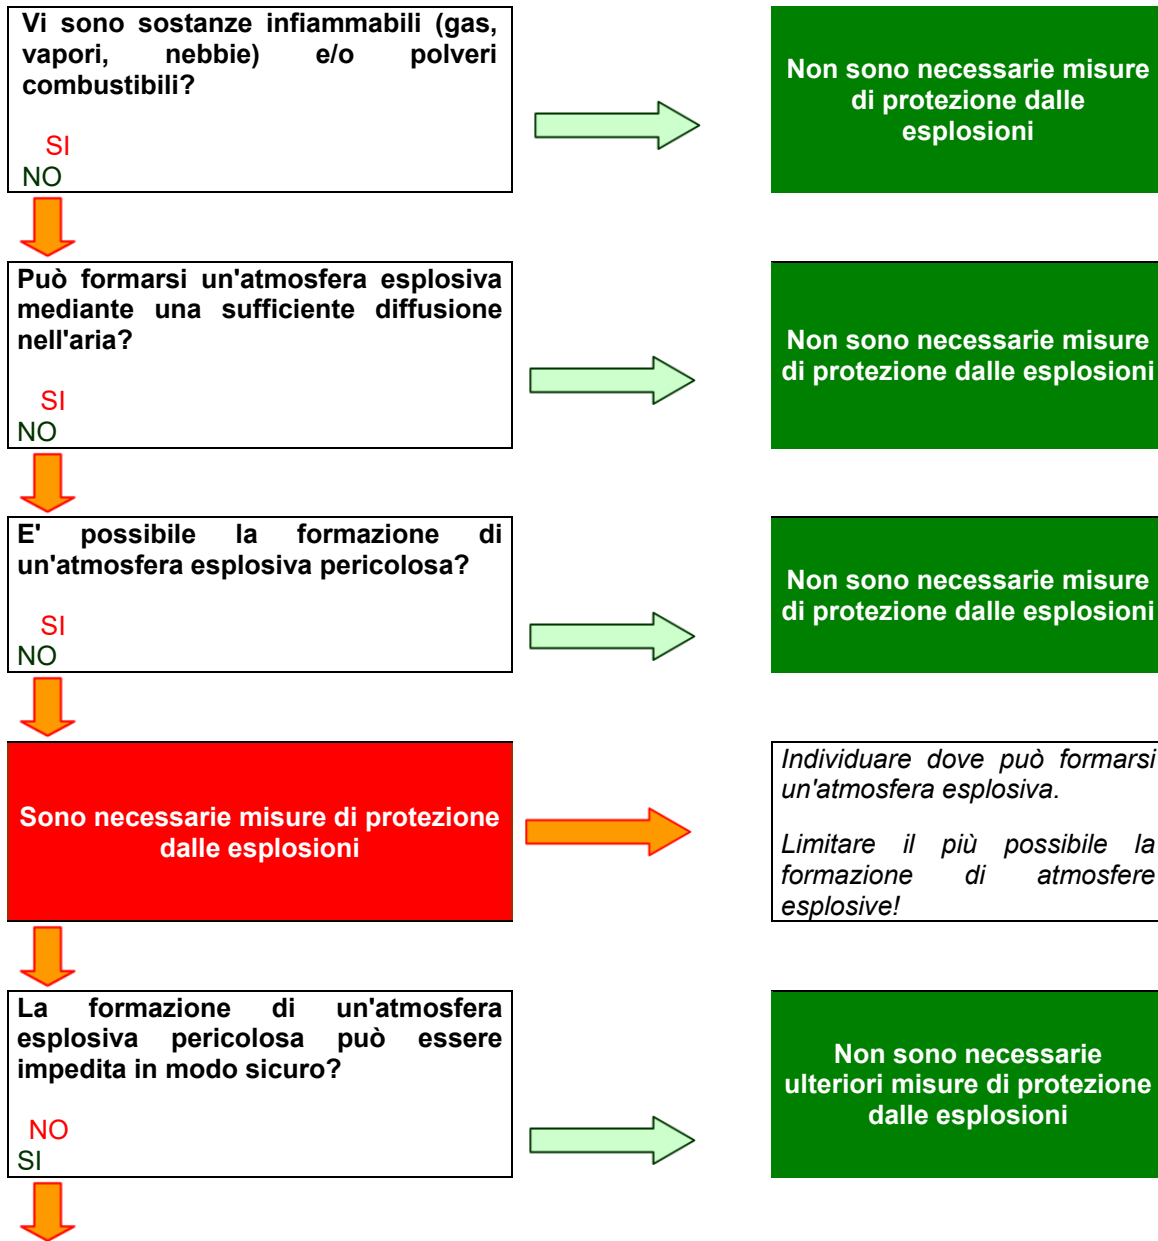 Vi sono sostanze infiammabili (gas,
vapori, nebbie) e/o polveri
combustibili?
SI
NO
Non sono necessarie misure
di protezione dalle
esplosioni
Può formarsi un'atmosfera esplosiva
mediante una sufficiente diffusione
nell'aria?
SI
NO
Non sono necessarie misure
di protezione dalle esplosioni
E' possibile la formazione di
un'atmosfera esplosiva pericolosa?
SI
NO
Non sono necessarie misure
di protezione dalle esplosioni
Sono necessarie misure di protezione
dalle esplosioni
Individuare dove può formarsi
un'atmosfera esplosiva.
Limitare il più possibile la
formazione di atmosfere
esplosive!
La formazione di un'atmosfera
esplosiva pericolosa può essere
impedita in modo sicuro?
NO
SI
Non sono necessarie
ulteriori misure di protezione
dalle esplosioni